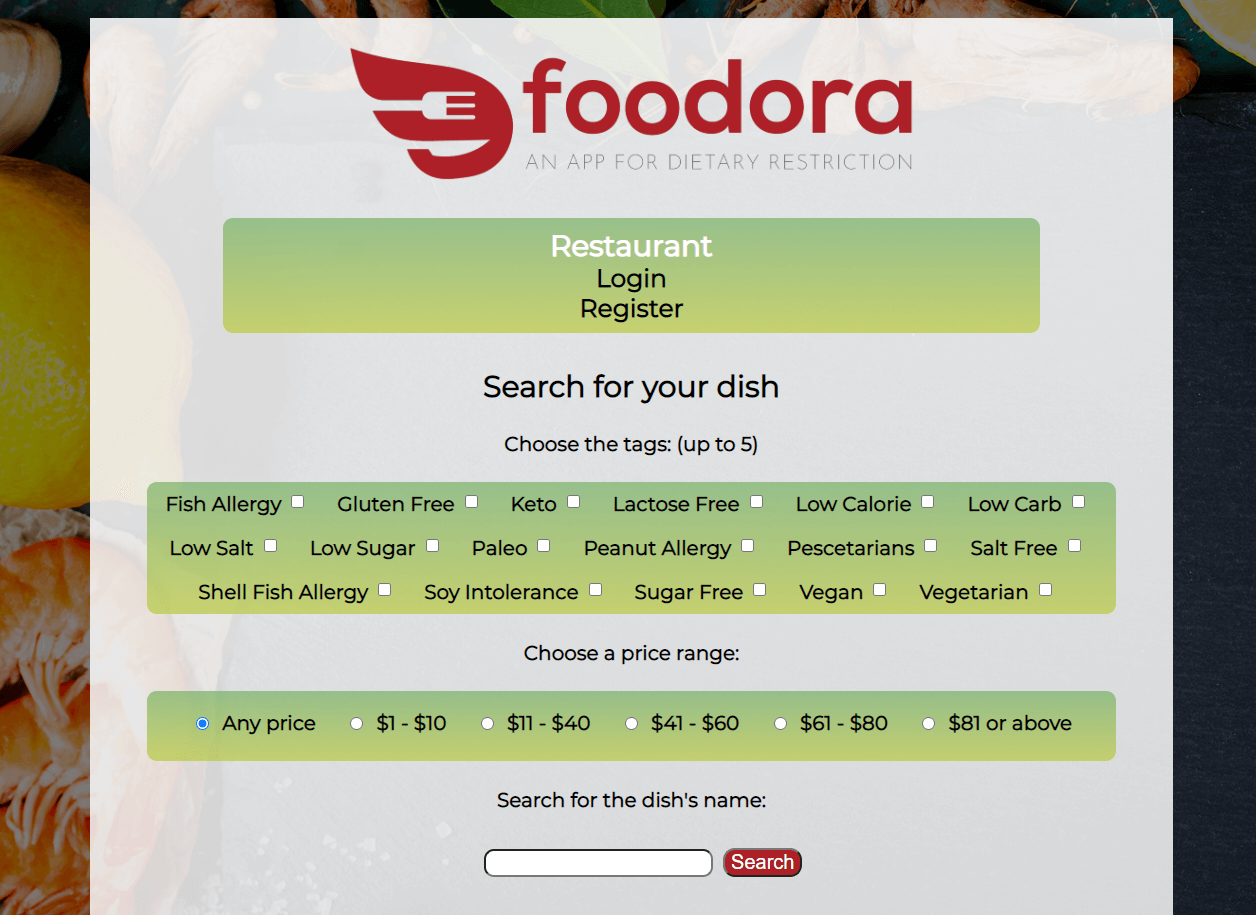 foodora
AN APP FOR DIETARY RESTRICTION
Restaurant
Login
Register
Search for your dish
Choose the tags: (up to 5)
Fish Allergy Gluten Free Keto Lactose Free Low Calorie Low Carb
Low Salt Low Sugar Paleo Peanut Allergy Pescetarians Salt Free
Shell Fish Allergy Soy Intolerance Sugar Free Vegan Vegetarian
Choose a price range:
Any price $1 - $10 $11 - $40 $41 - $60 $61 - $80 $81 or above
Search for the dish's name:
Search